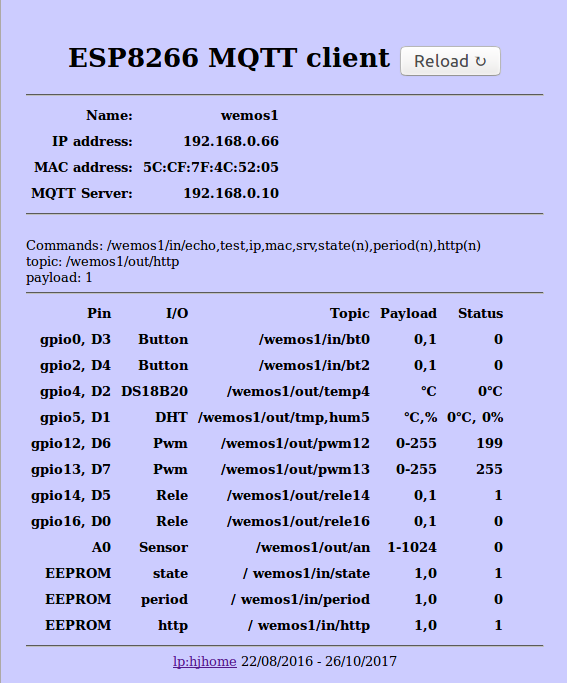 ESP8266 MQTT client Reload ↻
Name: wemos1
IP address: 192.168.0.66
MAC address: 5C:CF:7F:4C:52:05
MQTT Server: 192.168.0.10
Commands: /wemos1/in/echo,test,ip,mac,srv,state(n),period(n),http(n)
topic: /wemos1/out/http
payload: 1
Pin I/O Topic Payload Status
gpio0, D3 Button /wemos1/in/bt0 0,1 0
gpio2, D4 Button /wemos1/in/bt2 0,1 0
gpio4, D2 DS18B20 /wemos1/out/temp4 °C 0°C
gpio5, D1 DHT /wemos1/out/tmp,hum5 °C,% 0°C, 0%
gpio12, D6 Pwm /wemos1/out/pwm12 0-255 199
gpio13, D7 Pwm /wemos1/out/pwm13 0-255 255
gpio14, D5 Rele /wemos1/out/rele14 0,1 1
gpio16, D0 Rele /wemos1/out/rele16 0,1 0
A0 Sensor /wemos1/out/an 1-1024 0
EEPROM state / wemos1/in/state 1,0 1
EEPROM period / wemos1/in/period 1,0 0
EEPROM http / wemos1/in/http 1,0 1
lp:hjhome 22/08/2016 - 26/10/2017